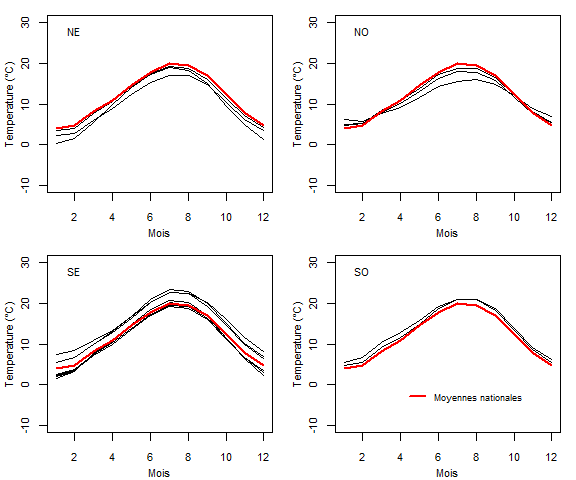 NE
Temperature (°C)
-10 0 10 20 30
2 4 6 8 10 12
Mois
NO
Temperature (°C)
-10 0 10 20 30
2 4 6 8 10 12
Mois
SE
Temperature (°C)
-10 0 10 20 30
2 4 6 8 10 12
Mois
SO
Temperature (°C)
-10 0 10 20 30
Moyennes nationales
2 4 6 8 10 12
Mois